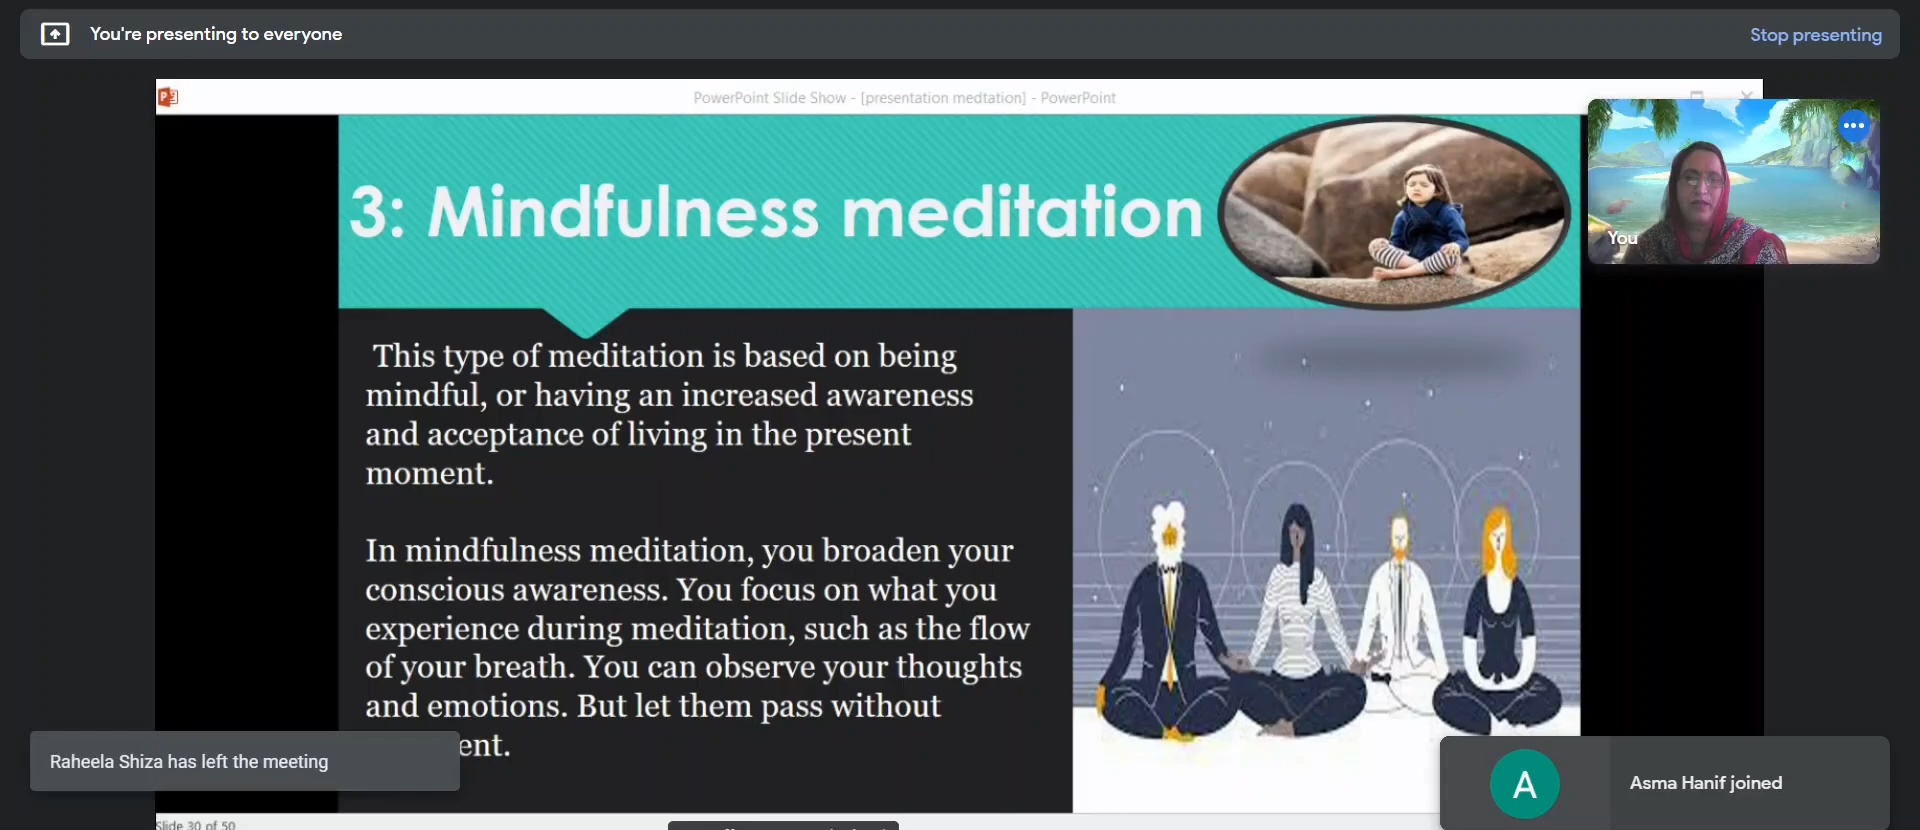 You're presenting to everyone
Stop presenting
PowerPoint Slide Show - [presentation medtation] - PowerPoint
3: Mindfulness meditation
You
This type of meditation is based on being
mindful, or having an increased awareness
and acceptance of living in the present
moment.
In mindfulness meditation, you broaden your
conscious awareness. You focus on what you
experience during meditation, such as the flow
of your breath. You can observe your thoughts
and emotions. But let them pass without
ent.
Raheela Shiza has left the meeting
A
Asma Hanif joined
Slide 30 of 50